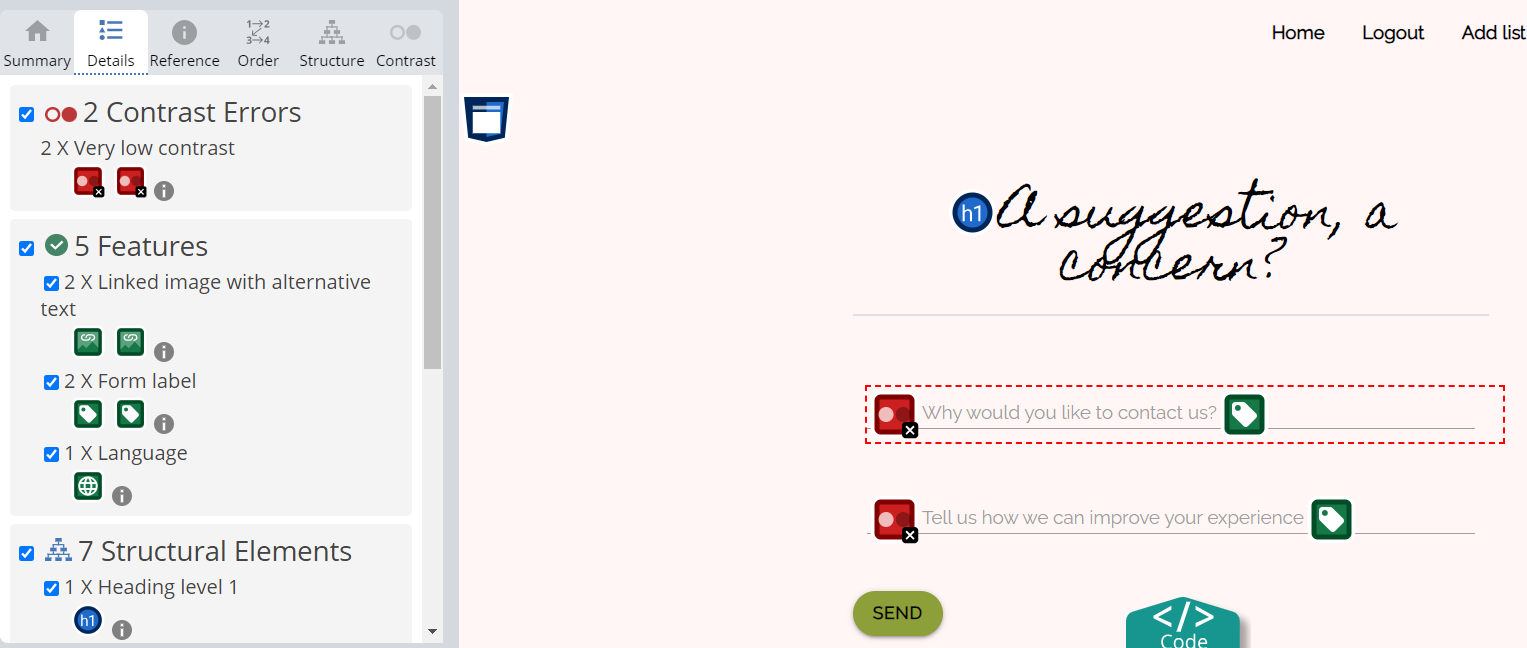 Home Logout Add list
Summary Details Reference Order Structure Contrast
2 Contrast Errors
2 X Very low contrast
5 Features
2 X Linked image with alternative
text
2 X Form label
1 X Language
7 Structural Elements
1 X Heading level 1
h1
h1 A suggestion, a
concern?
Why would you like to contact us?
Tell us how we can improve your experience
SEND
</>
Code